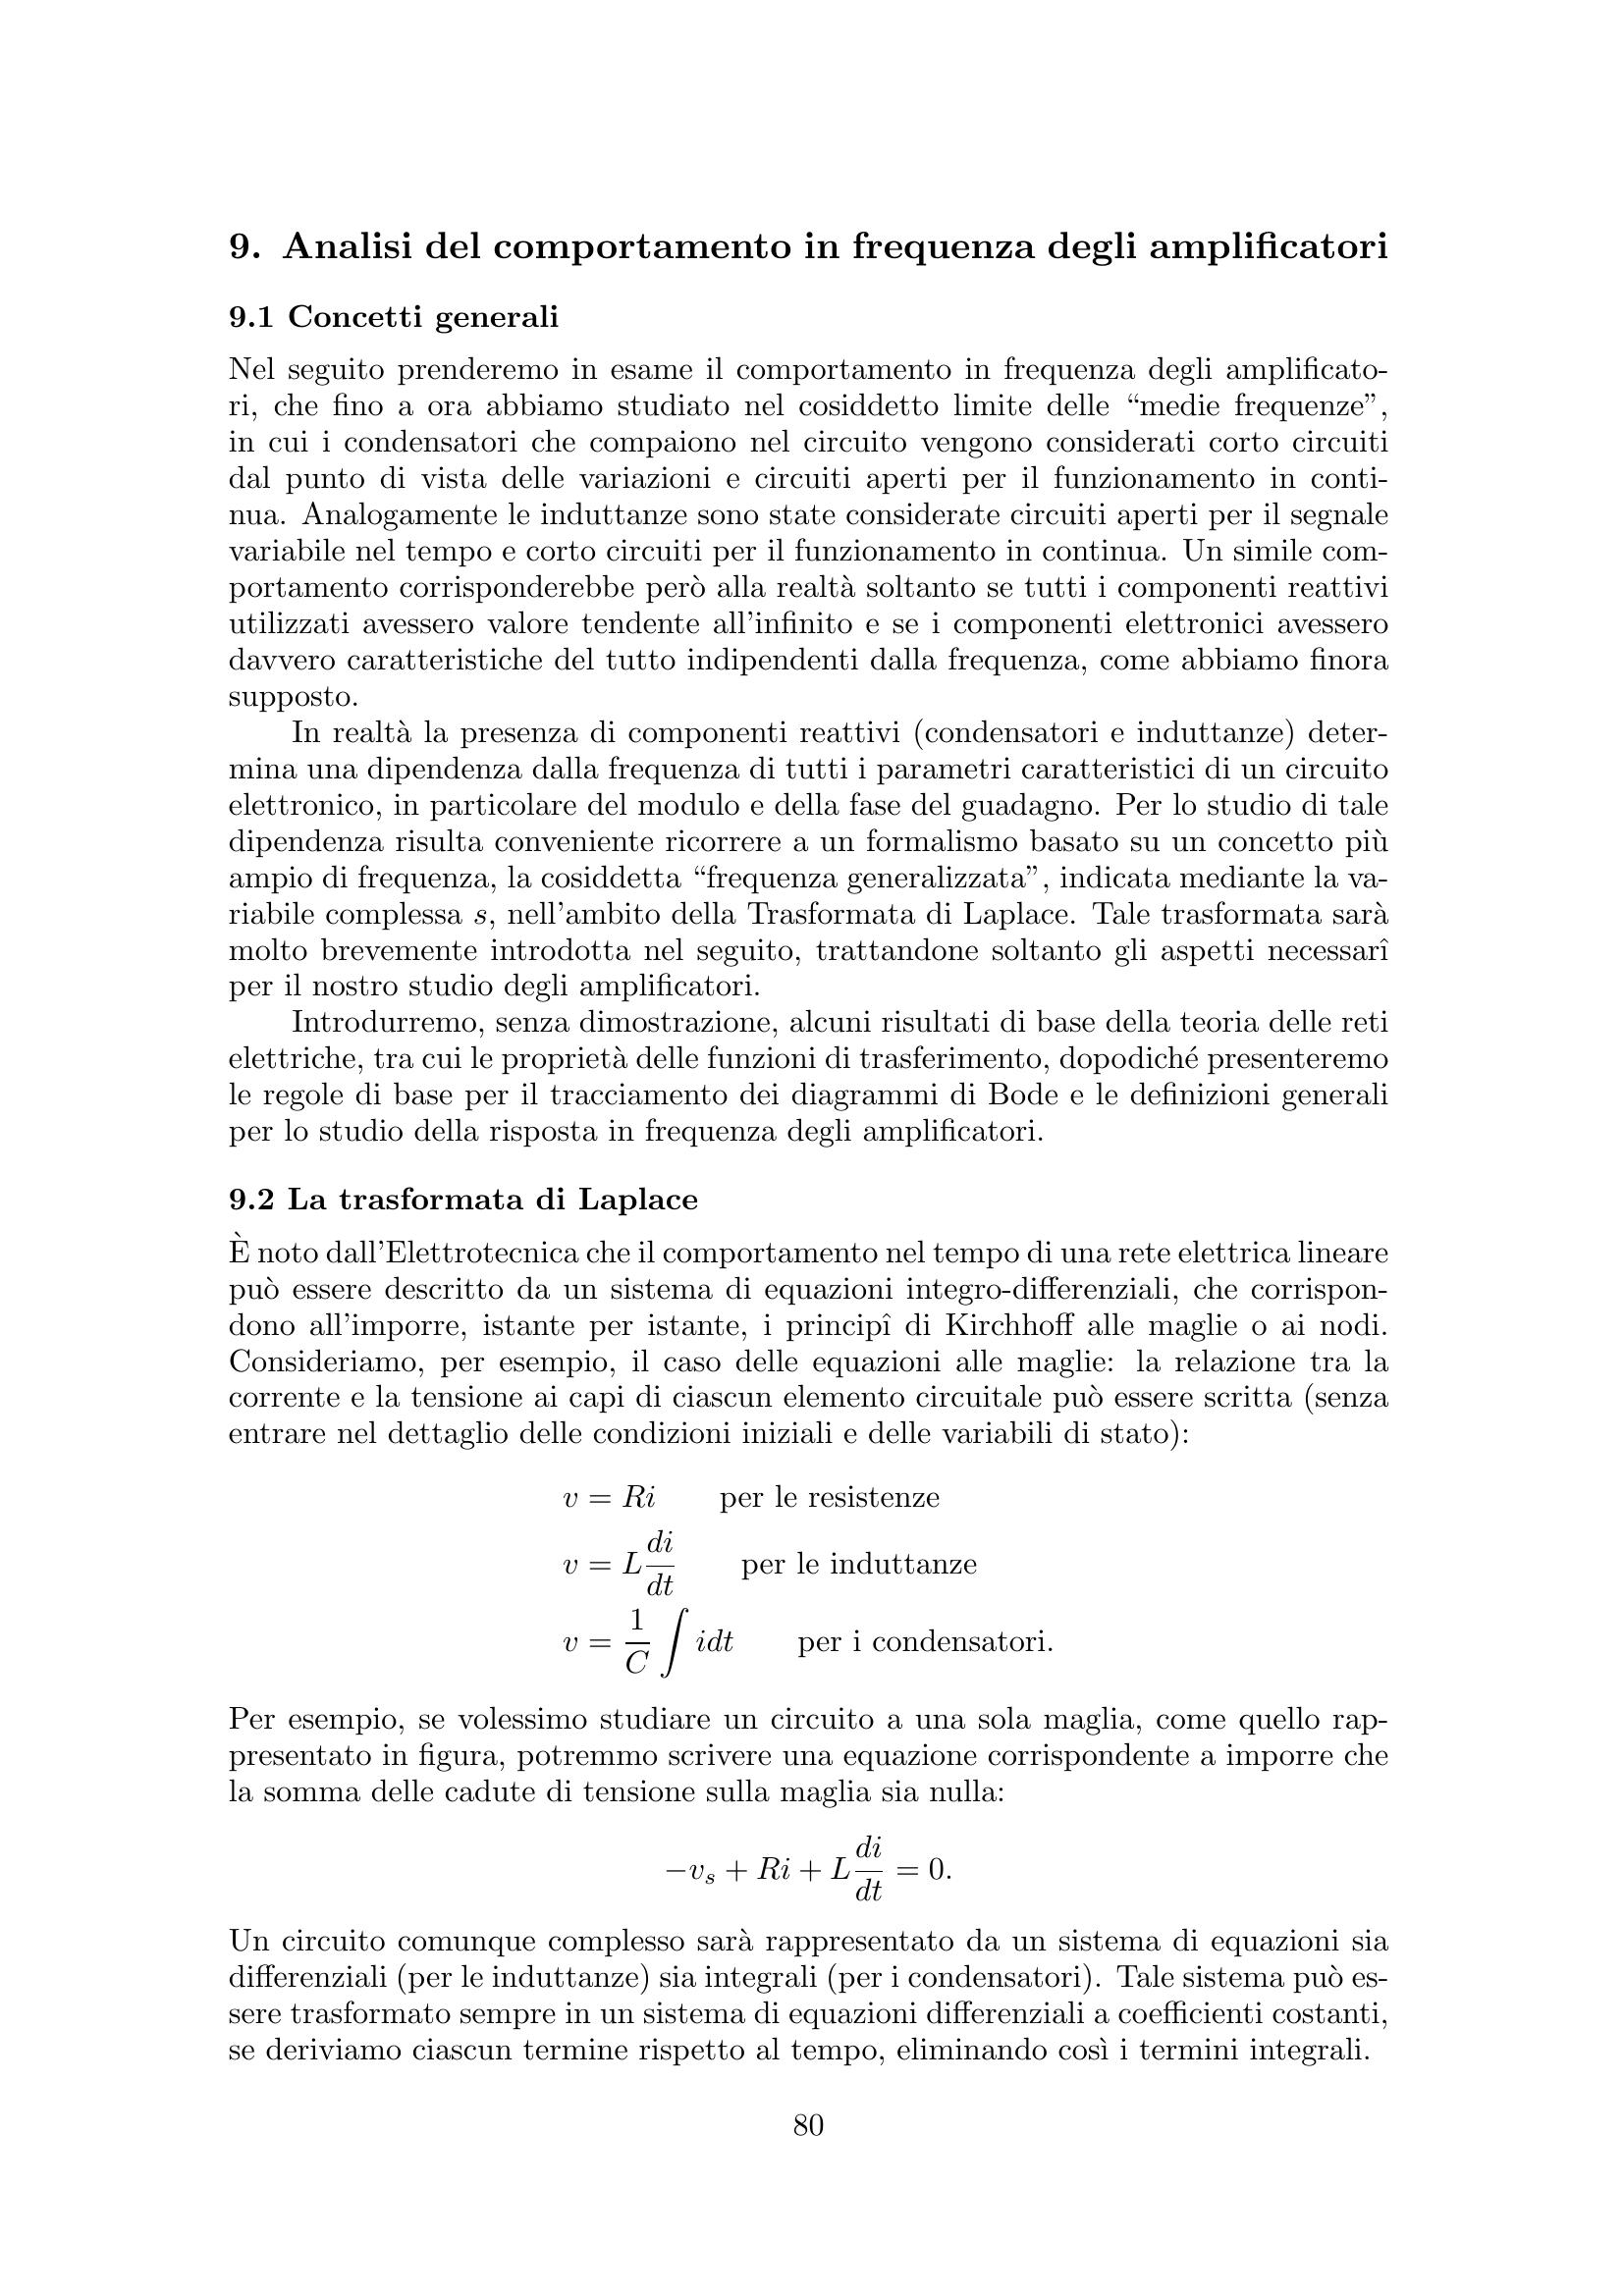 9. Analisi del comportamento in frequenza degli amplificatori
9.1 Concetti generali
Nel seguito prenderemo in esame il comportamento in frequenza degli amplificato-
ri, che fino a ora abbiamo studiato nel cosiddetto limite delle “medie frequenze”,
in cui i condensatori che compaiono nel circuito vengono considerati corto circuiti
dal punto di vista delle variazioni e circuiti aperti per il funzionamento in conti-
nua. Analogamente le induttanze sono state considerate circuiti aperti per il segnale
variabile nel tempo e corto circuiti per il funzionamento in continua. Un simile com-
portamento corrisponderebbe però alla realtà soltanto se tutti i componenti reattivi
utilizzati avessero valore tendente all’infinito e se i componenti elettronici avessero
davvero caratteristiche del tutto indipendenti dalla frequenza, come abbiamo finora
supposto.
In realtà la presenza di componenti reattivi (condensatori e induttanze) deter-
mina una dipendenza dalla frequenza di tutti i parametri caratteristici di un circuito
elettronico, in particolare del modulo e della fase del guadagno. Per lo studio di tale
dipendenza risulta conveniente ricorrere a un formalismo basato su un concetto più
ampio di frequenza, la cosiddetta “frequenza generalizzata”, indicata mediante la va-
riabile complessa s, nell’ambito della Trasformata di Laplace. Tale trasformata sarà
molto brevemente introdotta nel seguito, trattandone soltanto gli aspetti necessarî
per il nostro studio degli amplificatori.
Introdurremo, senza dimostrazione, alcuni risultati di base della teoria delle reti
elettriche, tra cui le proprietà delle funzioni di trasferimento, dopodiché presenteremo
le regole di base per il tracciamento dei diagrammi di Bode e le definizioni generali
per lo studio della risposta in frequenza degli amplificatori.
9.2 La trasformata di Laplace
È noto dall’Elettrotecnica che il comportamento nel tempo di una rete elettrica lineare
può essere descritto da un sistema di equazioni integro-differenziali, che corrispon-
dono all’imporre, istante per istante, i principî di Kirchhoff alle maglie o ai nodi.
Consideriamo, per esempio, il caso delle equazioni alle maglie: la relazione tra la
corrente e la tensione ai capi di ciascun elemento circuitale può essere scritta (senza
entrare nel dettaglio delle condizioni iniziali e delle variabili di stato):
v = Ri per le resistenze
v = L di/dt per le induttanze
v = 1/C ∫ idt per i condensatori.
Per esempio, se volessimo studiare un circuito a una sola maglia, come quello rap-
presentato in figura, potremmo scrivere una equazione corrispondente a imporre che
la somma delle cadute di tensione sulla maglia sia nulla:
−vₛ + Ri + L di/dt = 0.
Un circuito comunque complesso sarà rappresentato da un sistema di equazioni sia
differenziali (per le induttanze) sia integrali (per i condensatori). Tale sistema può es-
sere trasformato sempre in un sistema di equazioni differenziali a coefficienti costanti,
se deriviamo ciascun termine rispetto al tempo, eliminando così i termini integrali.
80